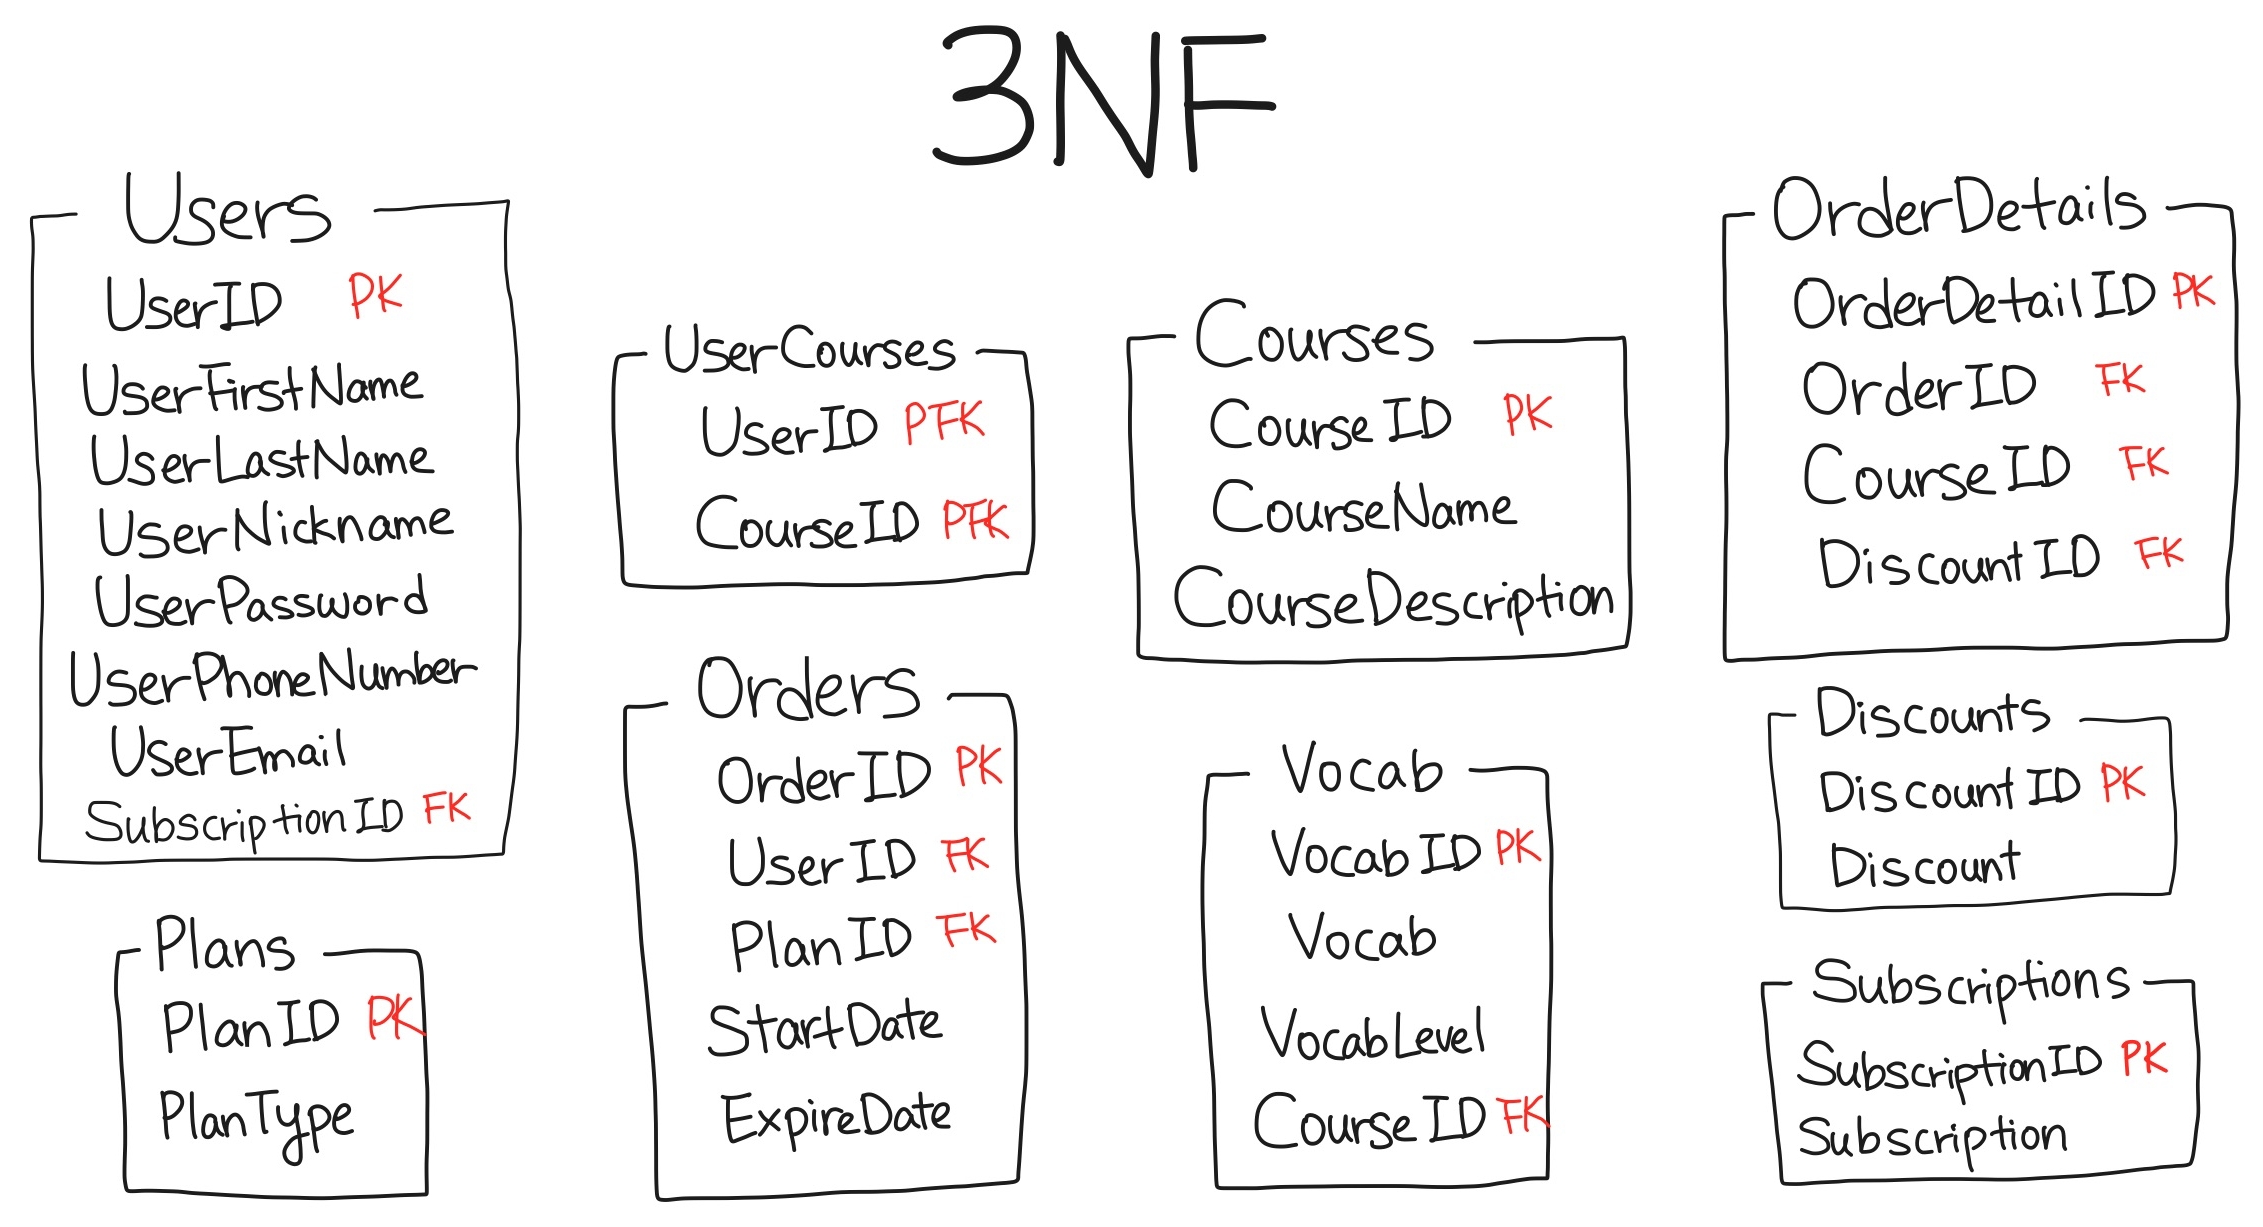 3NF
Users
UserID PK
UserFirstName
UserLastName
UserNickname
UserPassword
UserPhoneNumber
UserEmail
SubscriptionID FK
Plans
PlanID PK
PlanType
UserCourses
UserID PFK
CourseID PFK
Orders
OrderID PK
UserID FK
PlanID FK
StartDate
ExpireDate
Courses
CourseID PK
CourseName
CourseDescription
Vocab
VocabID PK
Vocab
VocabLevel
CourseID FK
OrderDetails
OrderDetailID PK
OrderID FK
CourseID FK
DiscountID FK
Discounts
DiscountID PK
Discount
Subscriptions
SubscriptionID PK
Subscription